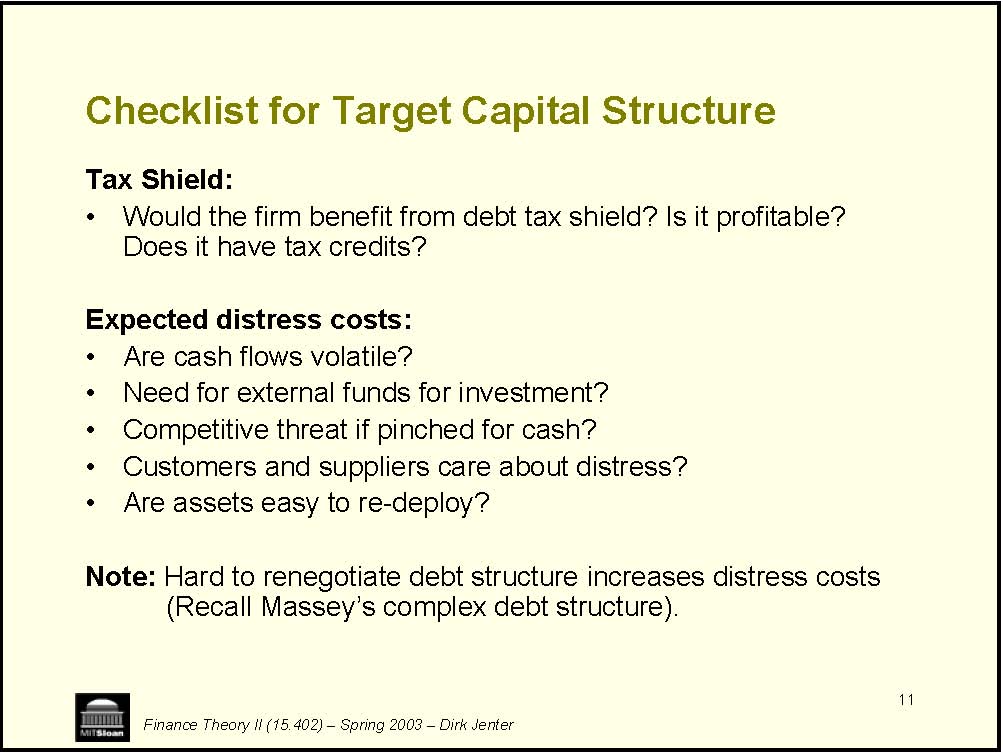 Checklist for Target Capital Structure
Tax Shield:
• Would the firm benefit from debt tax shield? Is it profitable?
Does it have tax credits?
Expected distress costs:
• Are cash flows volatile?
• Need for external funds for investment?
• Competitive threat if pinched for cash?
• Customers and suppliers care about distress?
• Are assets easy to re-deploy?
Note: Hard to renegotiate debt structure increases distress costs
(Recall Massey’s complex debt structure).
11
MITSloan
Finance Theory II (15.402) – Spring 2003 – Dirk Jenter